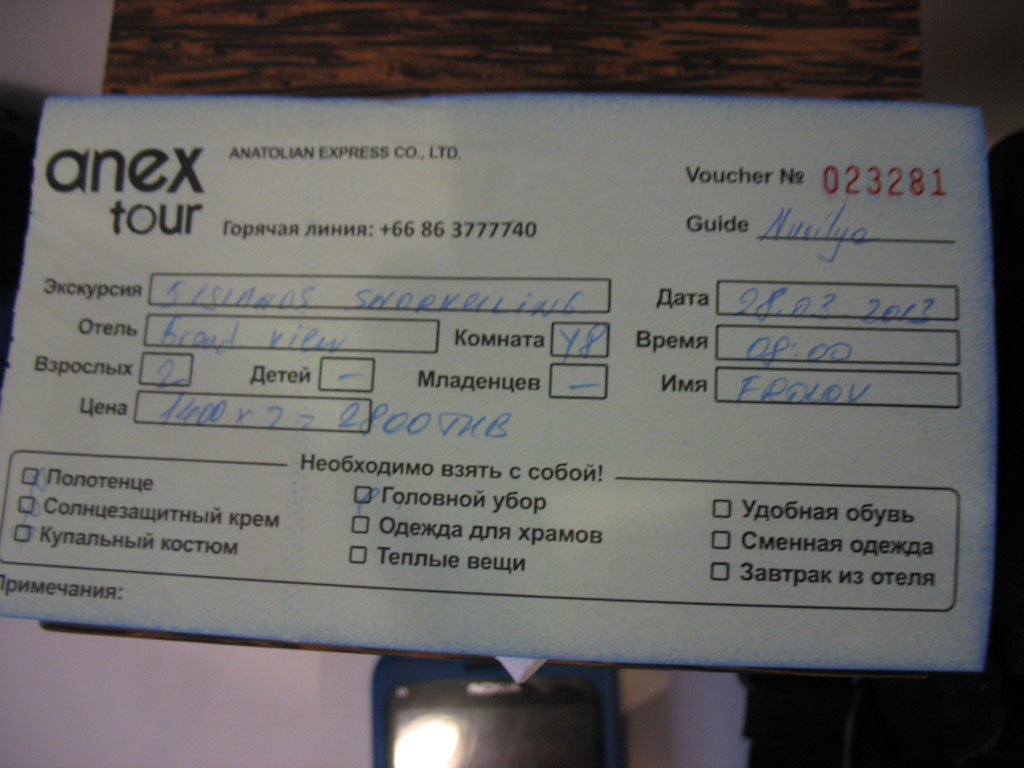 anex tour
ANATOLIAN EXPRESS CO., LTD.
Voucher № 023281
Горячая линия: +66 86 3777740
Guide
Экскурсия 5 ISLANDS SNORKELLING
Дата 28.03.2013
Отель View Комната
Время 08:00
Взрослых 2 Детей — Младенцев —
Имя FROLOV
Цена 1400 x 2 = 2800 THB
Необходимо взять с собой!
Полотенце
Солнцезащитный крем
Купальный костюм
Головной убор
Одежда для храмов
Теплые вещи
Удобная обувь
Сменная одежда
Завтрак из отеля
Примечания:
NOKIA